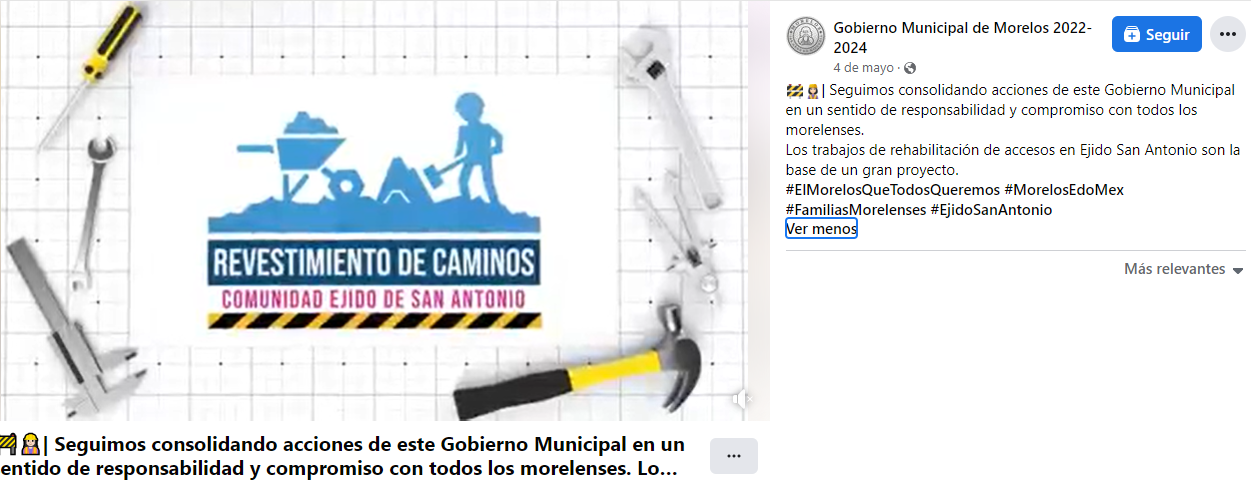 REVESTIMIENTO DE CAMINOS
COMUNIDAD EJIDO DE SAN ANTONIO
🚧👷🏻‍♀️| Seguimos consolidando acciones de este Gobierno Municipal en un
sentido de responsabilidad y compromiso con todos los morelenses. Lo…
Gobierno Municipal de Morelos 2022-
2024
Seguir
4 de mayo ·
🚧👷🏻‍♀️| Seguimos consolidando acciones de este Gobierno Municipal
en un sentido de responsabilidad y compromiso con todos los
morelenses.
Los trabajos de rehabilitación de accesos en Ejido San Antonio son la
base de un gran proyecto.
#ElMorelosQueTodosQueremos #MorelosEdoMex
#FamiliasMorelenses #EjidoSanAntonio
Ver menos
Más relevantes